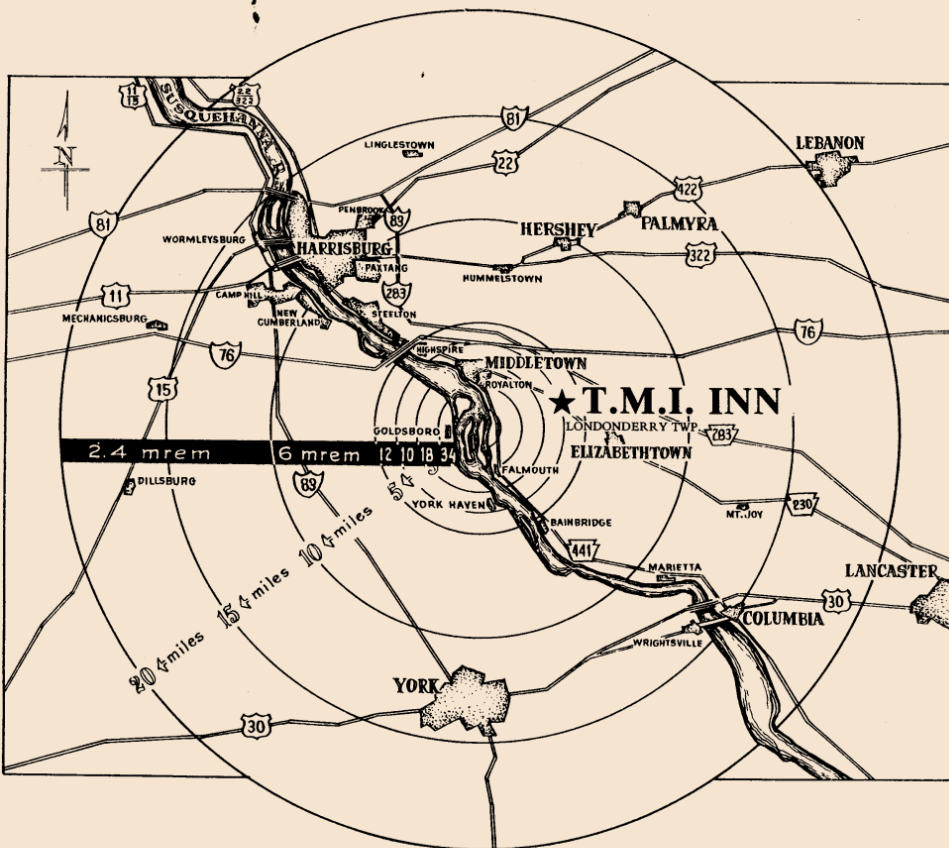 11
15
22
322
SUSQUEHANNA R.
N
81
LINGLESTOWN
22
LEBANON
422
PENBROOK
83
HERSHEY
PALMYRA
81
WORMLEYSBURG
HARRISBURG
322
PAXTANG
HUMMELSTOWN
11
CAMP HILL
283
NEW
CUMBERLAND
STEELTON
MECHANICSBURG
76
76
HIGHSPIRE
MIDDLETOWN
ROYALTON
15
★ T.M.I. INN
LONDONDERRY TWP.
283
GOLDSBORO
ELIZABETHTOWN
2.4 mrem 6 mrem 12 10 18 34
FALMOUTH
DILLSBURG
83
5
YORK HAVEN
230
MT. JOY
BAINBRIDGE
10 miles
441
MARIETTA
LANCASTER
15 miles
30
COLUMBIA
WRIGHTSVILLE
20 miles
YORK
30